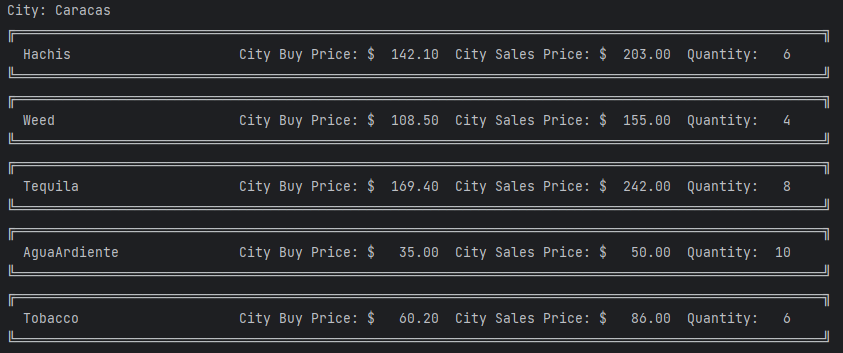 City: Caracas
Hachis City Buy Price: $ 142.10 City Sales Price: $ 203.00 Quantity: 6
Weed City Buy Price: $ 108.50 City Sales Price: $ 155.00 Quantity: 4
Tequila City Buy Price: $ 169.40 City Sales Price: $ 242.00 Quantity: 8
AguaArdiente City Buy Price: $ 35.00 City Sales Price: $ 50.00 Quantity: 10
Tobacco City Buy Price: $ 60.20 City Sales Price: $ 86.00 Quantity: 6